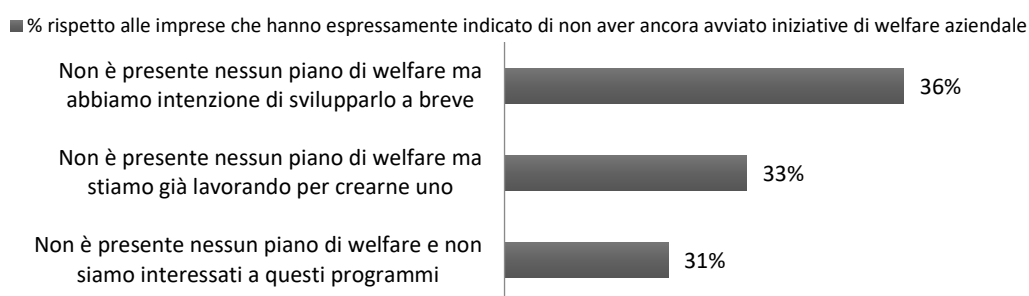 % rispetto alle imprese che hanno espressamente indicato di non aver ancora avviato iniziative di welfare aziendale
Non è presente nessun piano di welfare ma
abbiamo intenzione di svilupparlo a breve
36%
Non è presente nessun piano di welfare ma
stiamo già lavorando per crearne uno
33%
Non è presente nessun piano di welfare e non
siamo interessati a questi programmi
31%